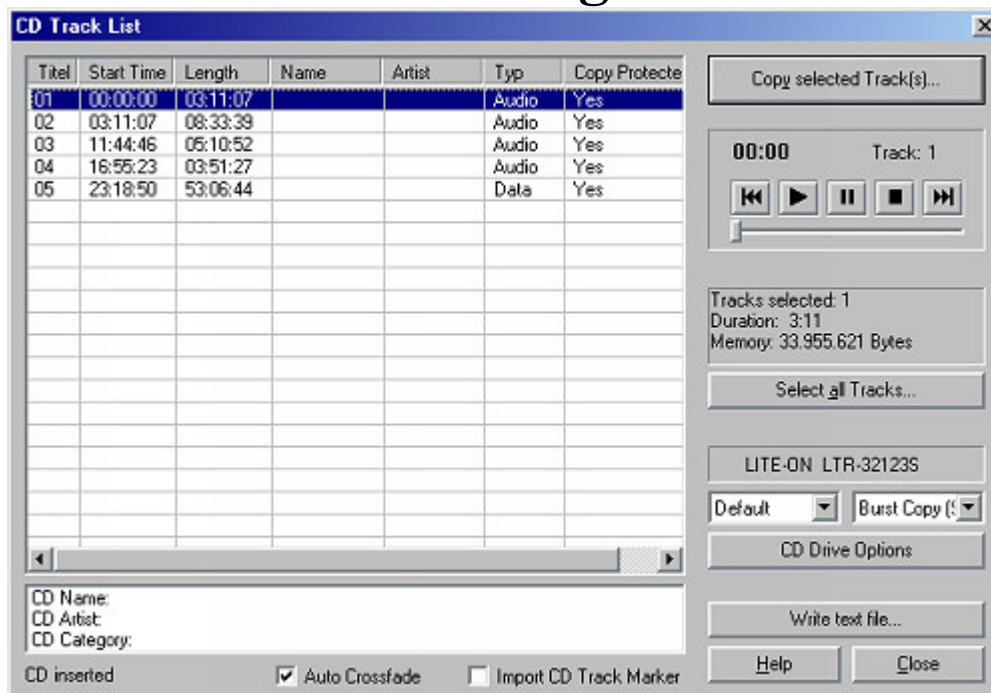 CD Track List
Titel Start Time Length Name Artist Typ Copy Protecte
01 00:00:00 03:11:07 Audio Yes
02 03:11:07 08:33:39 Audio Yes
03 11:44:46 05:10:52 Audio Yes
04 16:55:23 03:51:27 Audio Yes
05 23:18:50 53:06:44 Data Yes
CD Name:
CD Artist:
CD Category:
CD inserted
Auto Crossfade
Import CD Track Marker
Copy selected Track(s)...
00:00 Track: 1
Tracks selected: 1
Duration: 3:11
Memory: 33.955.621 Bytes
Select all Tracks...
LITE-ON LTR-32123S
Default
Burst Copy (
CD Drive Options
Write text file...
Help
Close